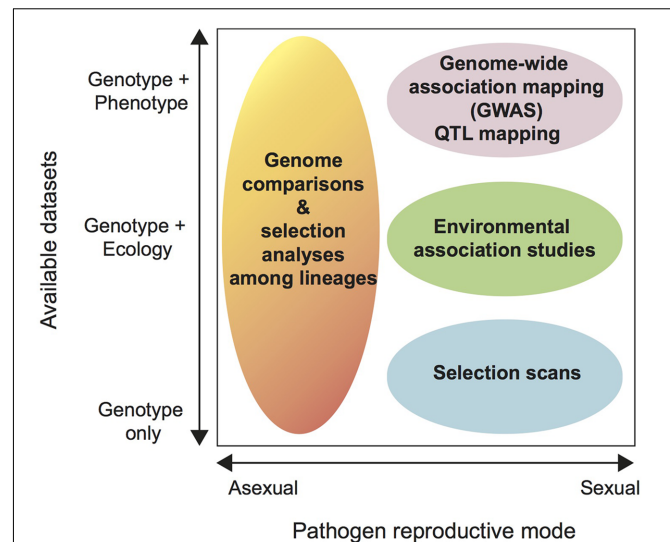 Available datasets
Genotype +
Phenotype
Genotype +
Ecology
Genotype
only
Genome
comparisons
&
selection
analyses
among lineages
Genome-wide
association mapping
(GWAS)
QTL mapping
Environmental
association studies
Selection scans
Asexual
Sexual
Pathogen reproductive mode